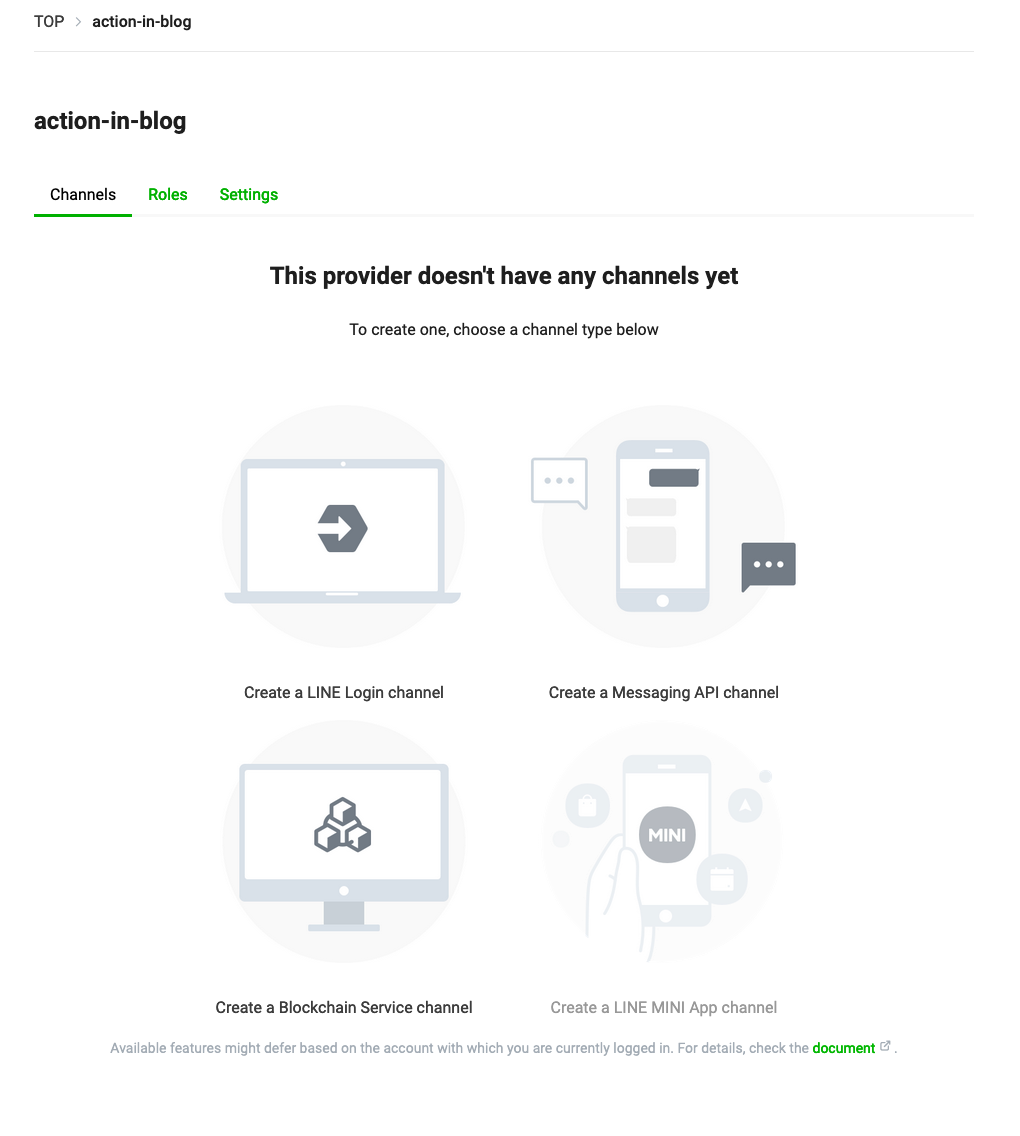 TOP > action-in-blog
action-in-blog
Channels Roles Settings
This provider doesn't have any channels yet
To create one, choose a channel type below
Create a LINE Login channel Create a Messaging API channel
MINI
Create a Blockchain Service channel Create a LINE MINI App channel
Available features might defer based on the account with which you are currently logged in. For details, check the document .